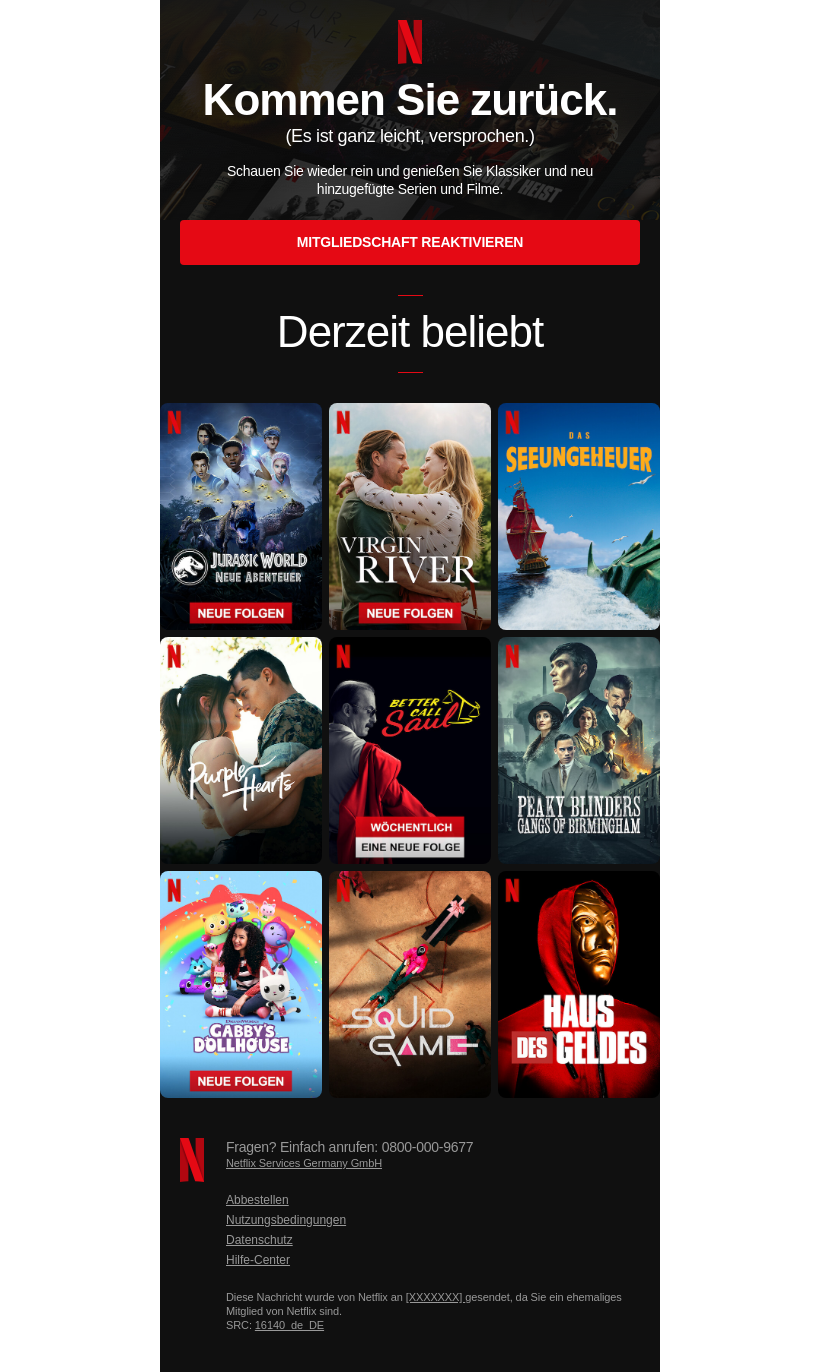 Kommen Sie zurück.
(Es ist ganz leicht, versprochen.)
Schauen Sie wieder rein und genießen Sie Klassiker und neu
hinzugefügte Serien und Filme.
MITGLIEDSCHAFT REAKTIVIEREN
Derzeit beliebt
JURASSIC WORLD
NEUE ABENTEUER
NEUE FOLGEN
VIRGIN
RIVER
NEUE FOLGEN
DAS
SEEUNGEHEUER
Purple
Hearts
BETTER
CALL
Saul
WÖCHENTLICH
EINE NEUE FOLGE
PEAKY BLINDERS
GANGS OF BIRMINGHAM
GABBY'S
DOLLHOUSE
NEUE FOLGEN
SQUID
GAME
HAUS
DES GELDES
Fragen? Einfach anrufen: 0800-000-9677
Netflix Services Germany GmbH
Abbestellen
Nutzungsbedingungen
Datenschutz
Hilfe-Center
Diese Nachricht wurde von Netflix an [XXXXXXX] gesendet, da Sie ein ehemaliges
Mitglied von Netflix sind.
SRC: 16140_de_DE